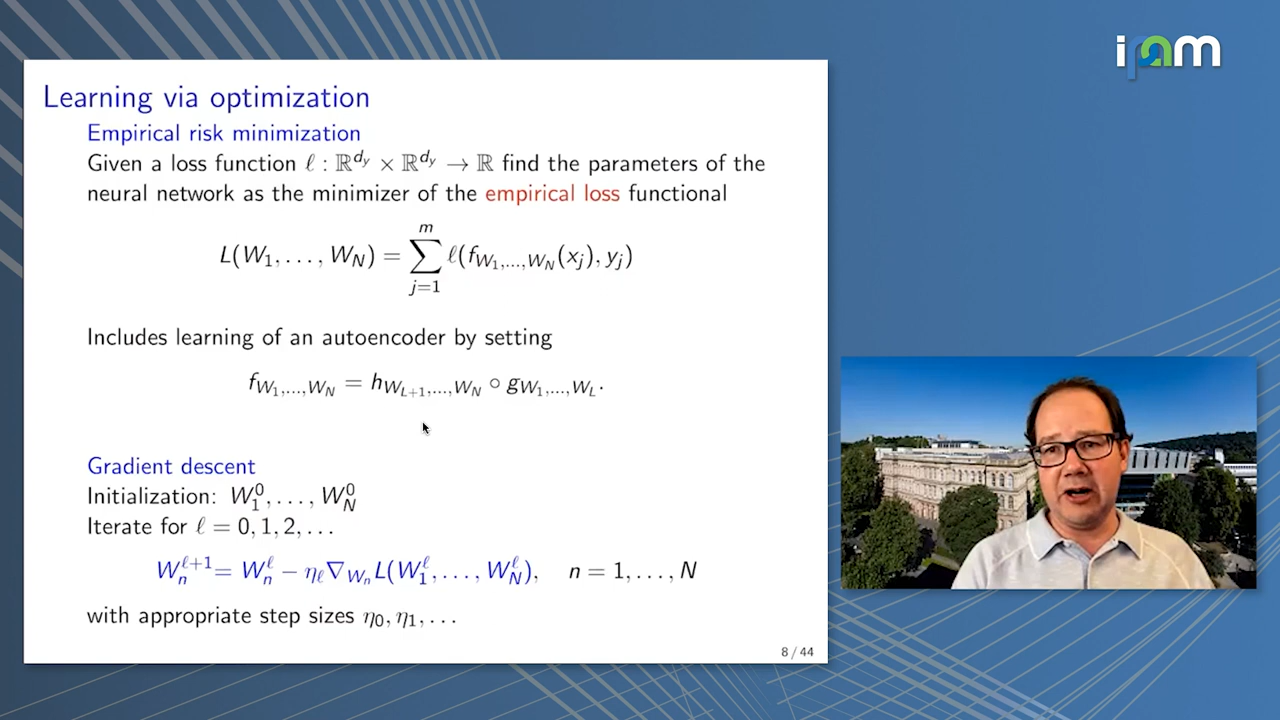 ipam
Learning via optimization
Empirical risk minimization
Given a loss function ℓ : ℝ^{d_y} × ℝ^{d_y} → ℝ find the parameters of the
neural network as the minimizer of the empirical loss functional
L(W_1, . . . , W_N) = ∑_{j=1}^{m} ℓ(f_{W_1,...,W_N}(x_j), y_j)
Includes learning of an autoencoder by setting
f_{W_1,...,W_N} = h_{W_{L+1},...,W_N} ∘ g_{W_1,...,W_L}.
Gradient descent
Initialization: W_1^0, . . . , W_N^0
Iterate for ℓ = 0, 1, 2, . . .
W_n^{ℓ+1} = W_n^ℓ − η_ℓ ∇_{W_n} L(W_1^ℓ, . . . , W_N^ℓ), n = 1, . . . , N
with appropriate step sizes η_0, η_1, . . .
8 / 44